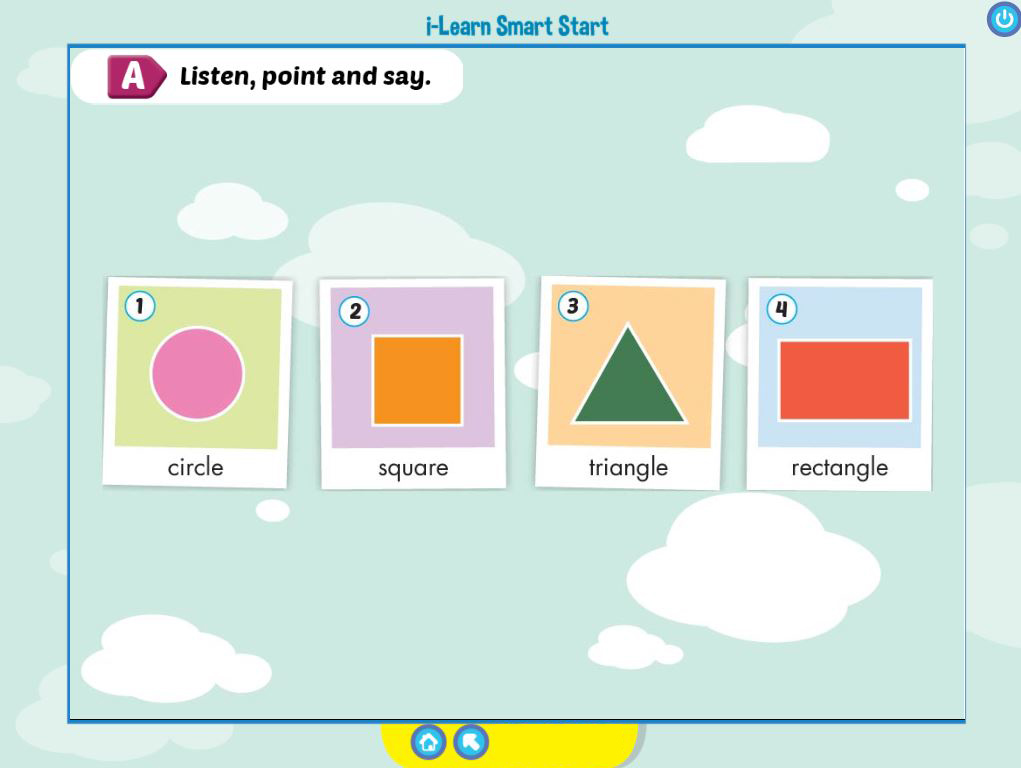 i-Learn Smart Start
A Listen, point and say.
1
2
3
4
circle
square
triangle
rectangle